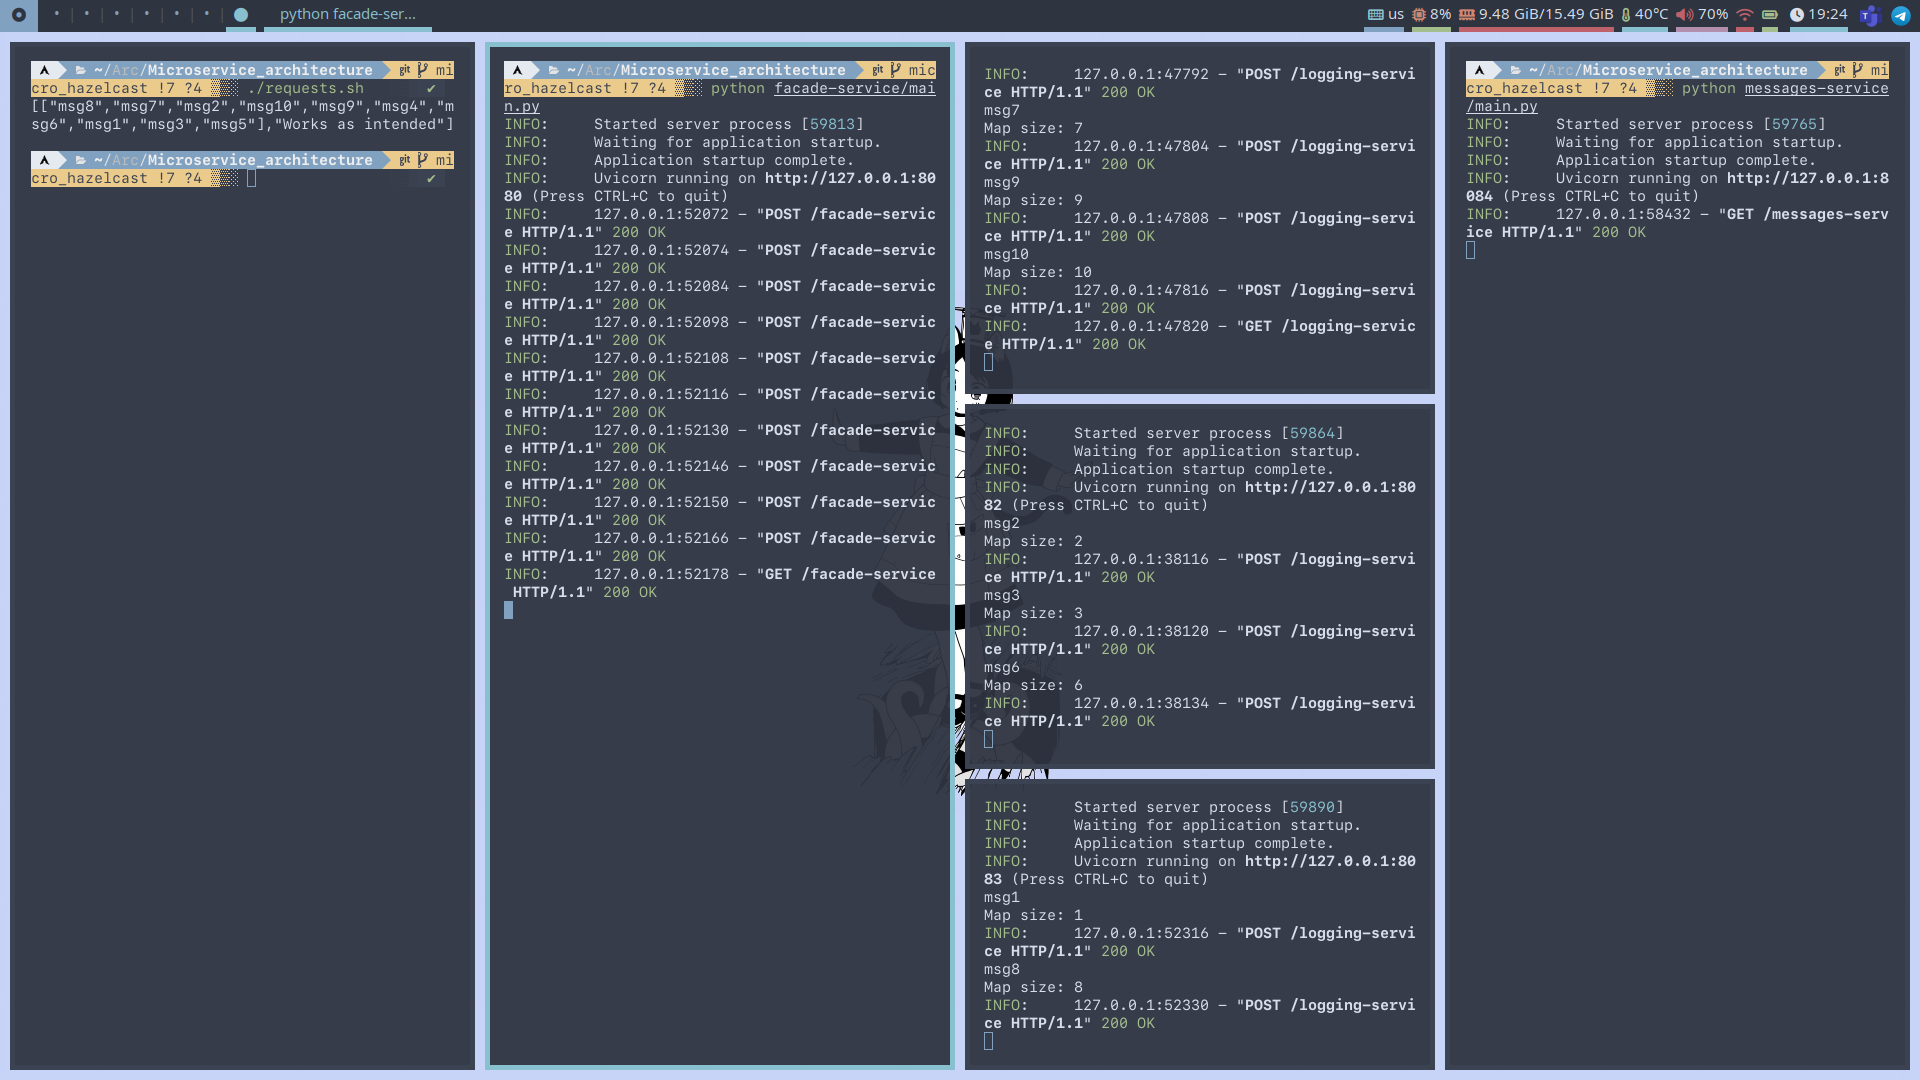 python facade-ser...
us 8% 9.48 GiB/15.49 GiB 40°C 70% 19:24
~/Arc/Microservice_architecture git mi
cro_hazelcast !7 ?4 ./requests.sh ✔
[["msg8","msg7","msg2","msg10","msg9","msg4","m
sg6","msg1","msg3","msg5"],"Works as intended"]
~/Arc/Microservice_architecture git mi
cro_hazelcast !7 ?4 ✔
~/Arc/Microservice_architecture git mic
ro_hazelcast !7 ?4 python facade-service/mai
n.py
INFO: Started server process [59813]
INFO: Waiting for application startup.
INFO: Application startup complete.
INFO: Uvicorn running on http://127.0.0.1:80
80 (Press CTRL+C to quit)
INFO: 127.0.0.1:52072 – "POST /facade-servic
e HTTP/1.1" 200 OK
INFO: 127.0.0.1:52074 – "POST /facade-servic
e HTTP/1.1" 200 OK
INFO: 127.0.0.1:52084 – "POST /facade-servic
e HTTP/1.1" 200 OK
INFO: 127.0.0.1:52098 – "POST /facade-servic
e HTTP/1.1" 200 OK
INFO: 127.0.0.1:52108 – "POST /facade-servic
e HTTP/1.1" 200 OK
INFO: 127.0.0.1:52116 – "POST /facade-servic
e HTTP/1.1" 200 OK
INFO: 127.0.0.1:52130 – "POST /facade-servic
e HTTP/1.1" 200 OK
INFO: 127.0.0.1:52146 – "POST /facade-servic
e HTTP/1.1" 200 OK
INFO: 127.0.0.1:52150 – "POST /facade-servic
e HTTP/1.1" 200 OK
INFO: 127.0.0.1:52166 – "POST /facade-servic
e HTTP/1.1" 200 OK
INFO: 127.0.0.1:52178 – "GET /facade-service
HTTP/1.1" 200 OK
INFO: 127.0.0.1:47792 – "POST /logging-servi
ce HTTP/1.1" 200 OK
msg7
Map size: 7
INFO: 127.0.0.1:47804 – "POST /logging-servi
ce HTTP/1.1" 200 OK
msg9
Map size: 9
INFO: 127.0.0.1:47808 – "POST /logging-servi
ce HTTP/1.1" 200 OK
msg10
Map size: 10
INFO: 127.0.0.1:47816 – "POST /logging-servi
ce HTTP/1.1" 200 OK
INFO: 127.0.0.1:47820 – "GET /logging-servic
e HTTP/1.1" 200 OK
INFO: Started server process [59864]
INFO: Waiting for application startup.
INFO: Application startup complete.
INFO: Uvicorn running on http://127.0.0.1:80
82 (Press CTRL+C to quit)
msg2
Map size: 2
INFO: 127.0.0.1:38116 – "POST /logging-servi
ce HTTP/1.1" 200 OK
msg3
Map size: 3
INFO: 127.0.0.1:38120 – "POST /logging-servi
ce HTTP/1.1" 200 OK
msg6
Map size: 6
INFO: 127.0.0.1:38134 – "POST /logging-servi
ce HTTP/1.1" 200 OK
INFO: Started server process [59890]
INFO: Waiting for application startup.
INFO: Application startup complete.
INFO: Uvicorn running on http://127.0.0.1:80
83 (Press CTRL+C to quit)
msg1
Map size: 1
INFO: 127.0.0.1:52316 – "POST /logging-servi
ce HTTP/1.1" 200 OK
msg8
Map size: 8
INFO: 127.0.0.1:52330 – "POST /logging-servi
ce HTTP/1.1" 200 OK
~/Arc/Microservice_architecture git mi
cro_hazelcast !7 ?4 python messages-service
/main.py
INFO: Started server process [59765]
INFO: Waiting for application startup.
INFO: Application startup complete.
INFO: Uvicorn running on http://127.0.0.1:8
084 (Press CTRL+C to quit)
INFO: 127.0.0.1:58432 – "GET /messages-serv
ice HTTP/1.1" 200 OK